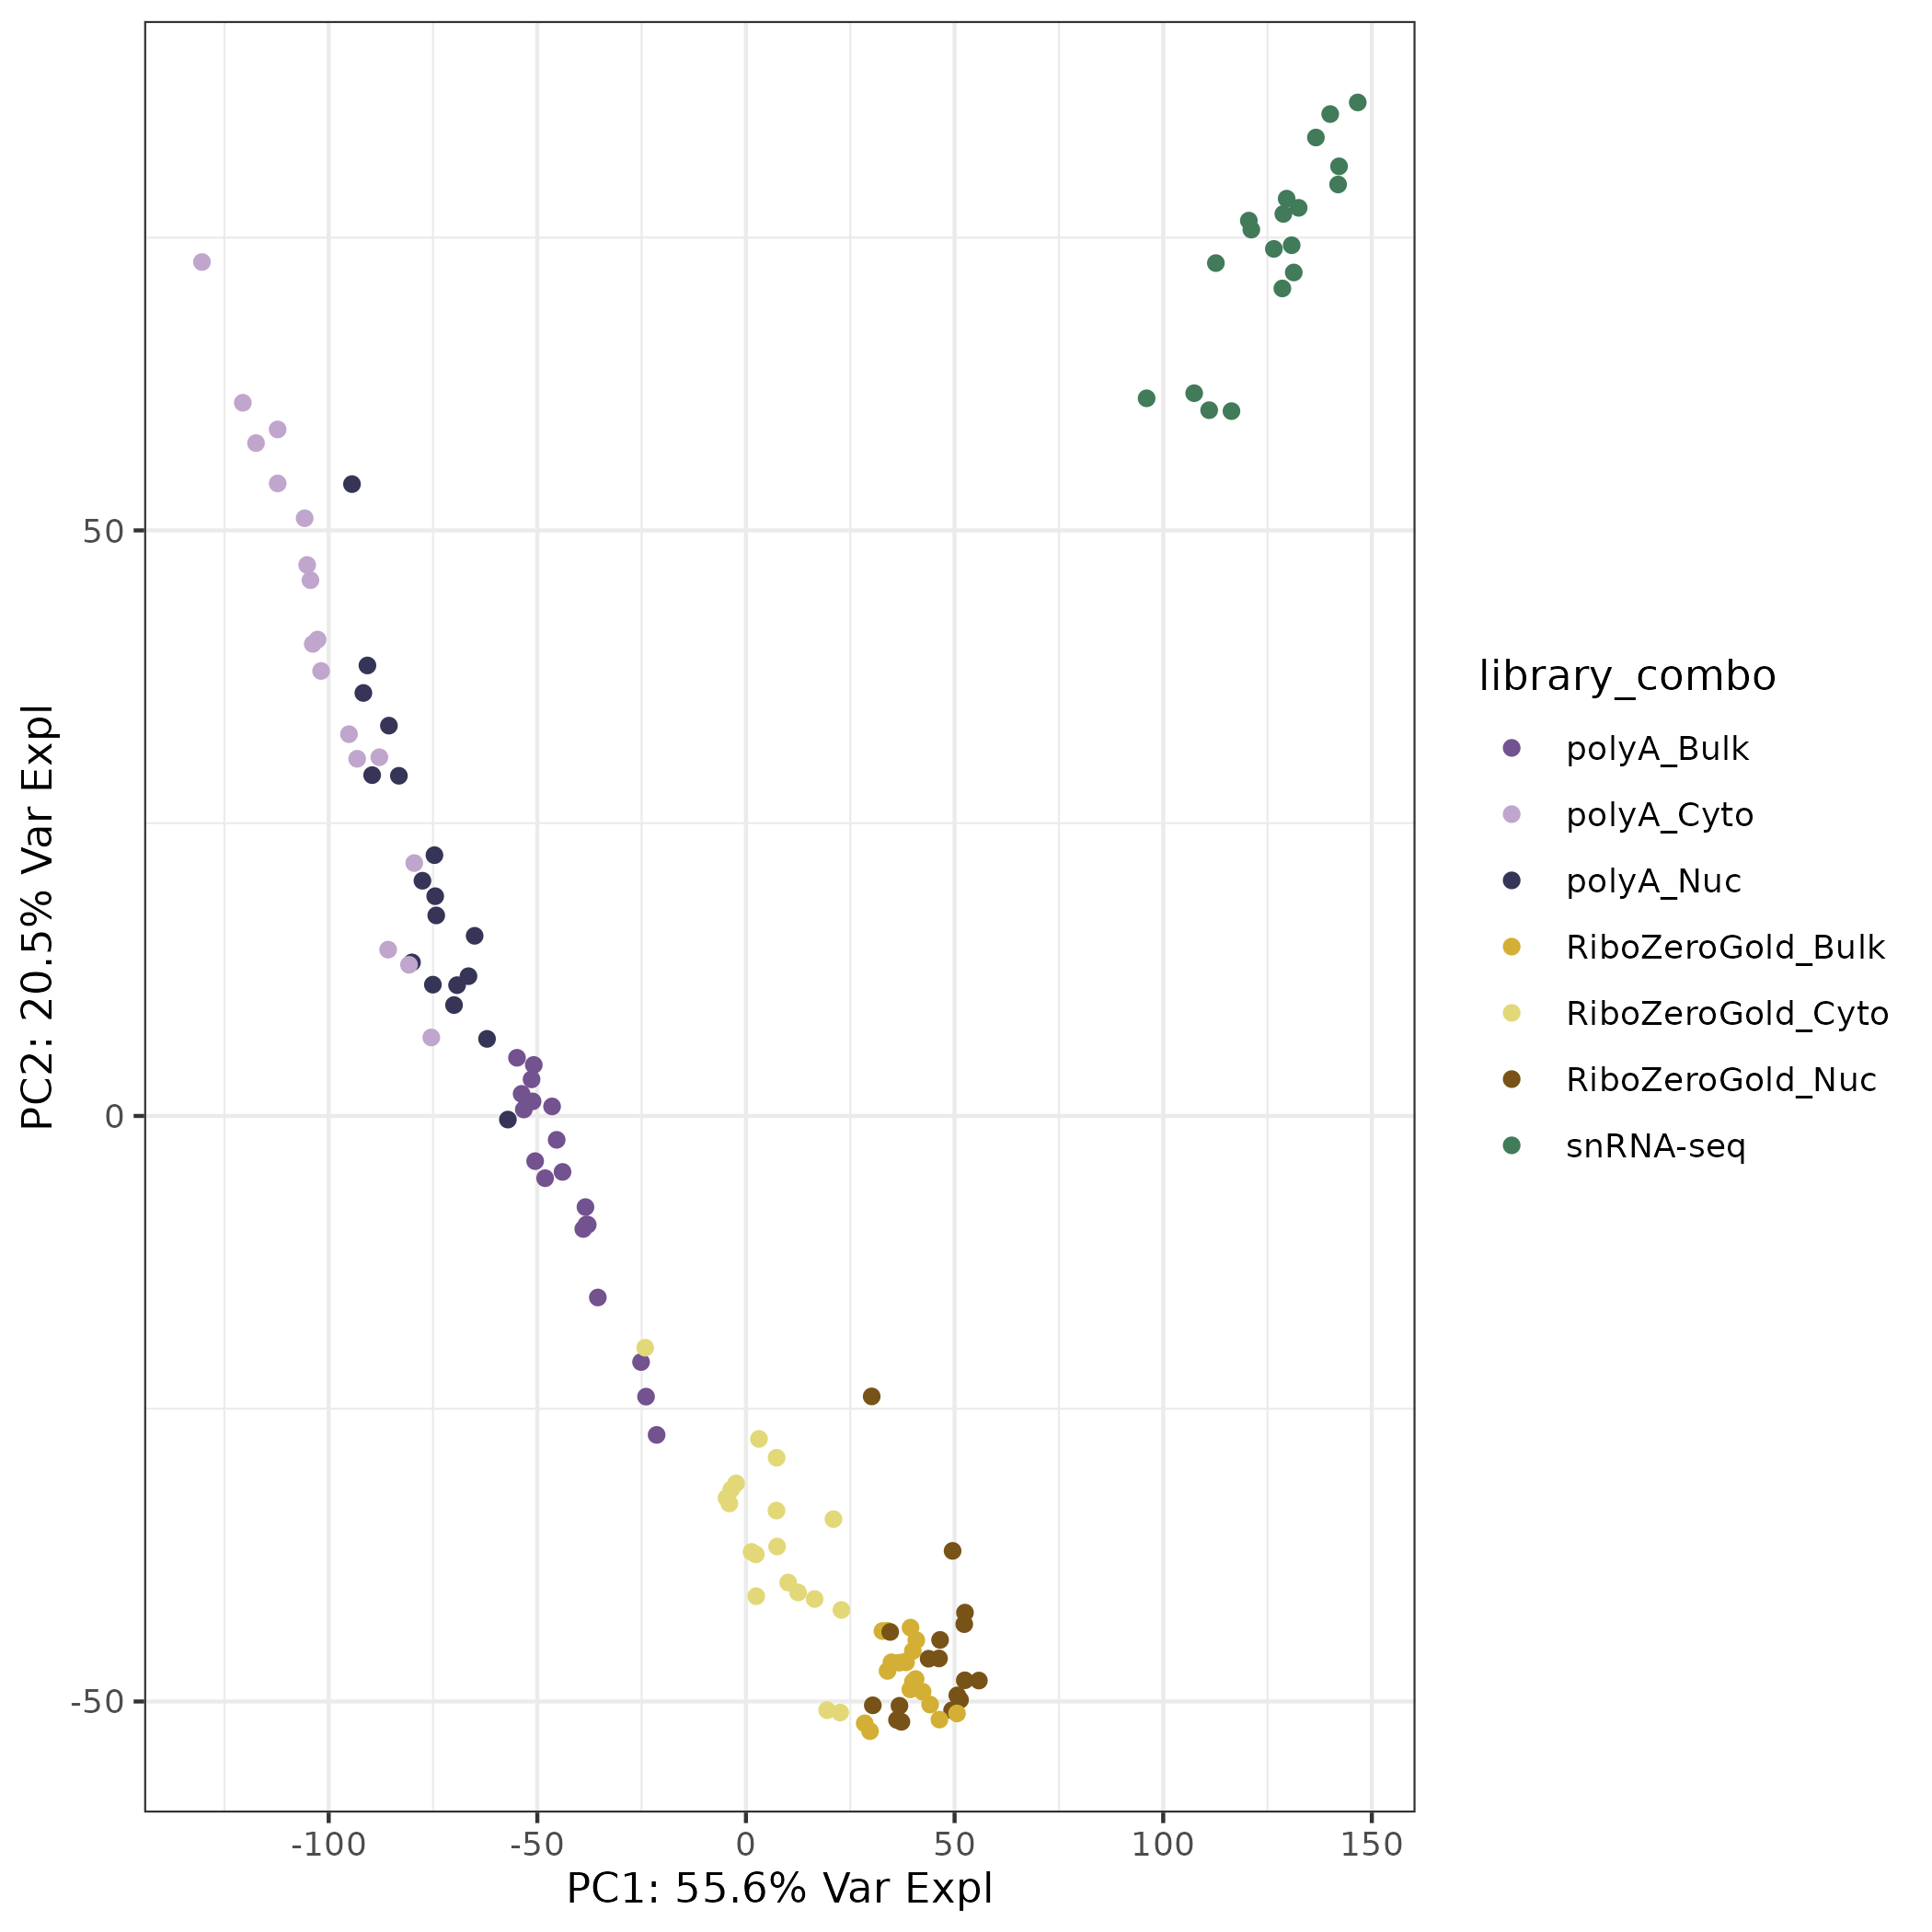 50
0
-50
-100
-50
0
50
100
150
PC1: 55.6% Var Expl
PC2: 20.5% Var Expl
library_combo
polyA_Bulk
polyA_Cyto
polyA_Nuc
RiboZeroGold_Bulk
RiboZeroGold_Cyto
RiboZeroGold_Nuc
snRNA-seq